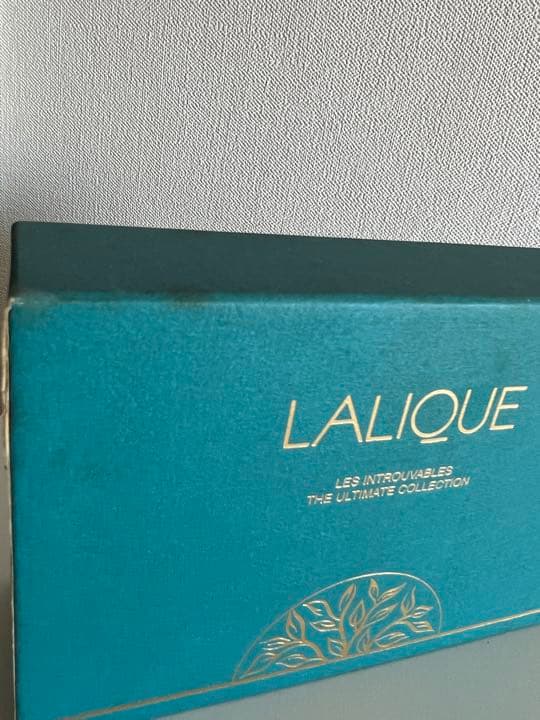 LALIQUE
LES INTROUVABLES
THE ULTIMATE COLLECTION